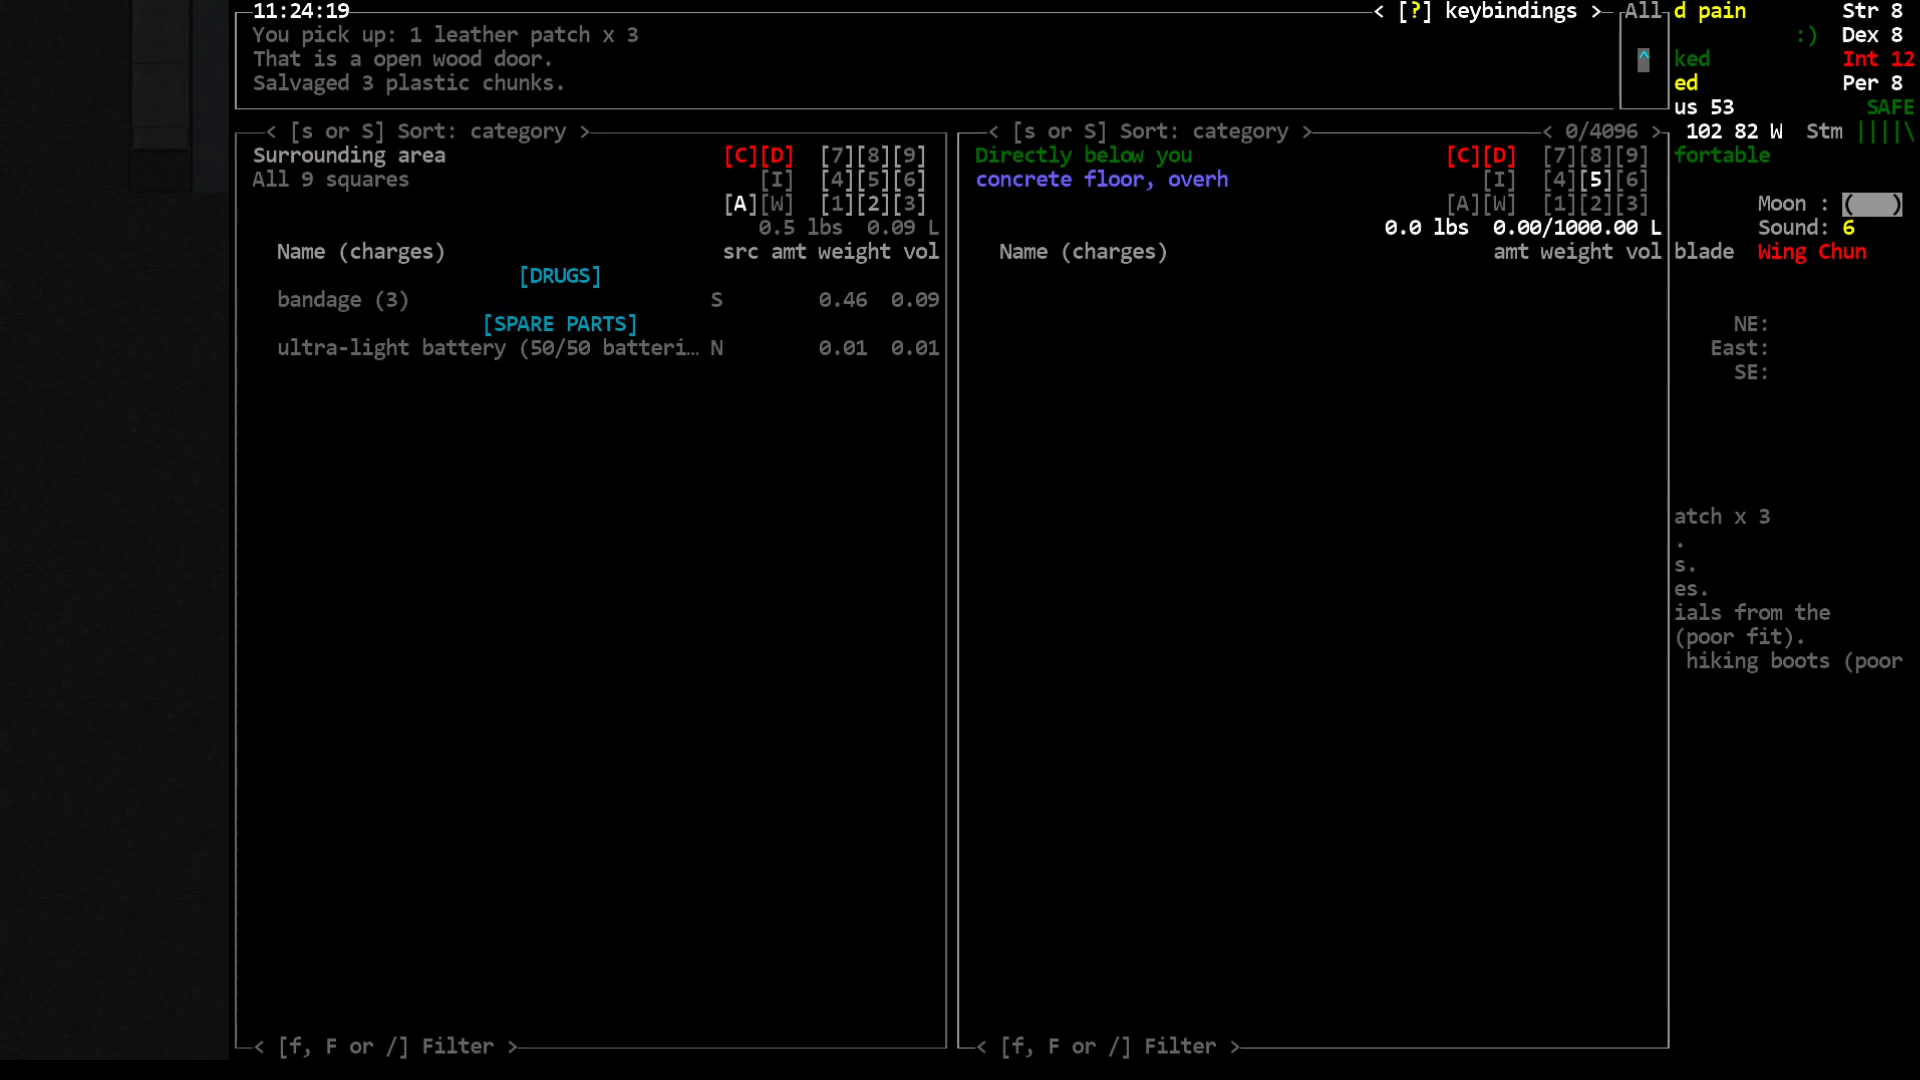 11:24:19 < [?] keybindings > All d pain Str 8
You pick up: 1 leather patch x 3 ^ :) Dex 8
That is a open wood door. ked Int 12
Salvaged 3 plastic chunks. ed Per 8
us 53 SAFE
< [s or S] Sort: category > < [s or S] Sort: category > < 0/4096 > 102 82 W Stm ||||\
Surrounding area [C][D] [7][8][9] Directly below you [C][D] [7][8][9] fortable
All 9 squares [I] [4][5][6] concrete floor, overh [I] [4][5][6]
[A][W] [1][2][3] [A][W] [1][2][3] Moon : ( )
0.5 lbs 0.09 L 0.0 lbs 0.00/1000.00 L Sound: 6
Name (charges) src amt weight vol Name (charges) amt weight vol blade Wing Chun
[DRUGS]
bandage (3) S 0.46 0.09
[SPARE PARTS] NE:
ultra-light battery (50/50 batteri… N 0.01 0.01 East:
SE:
atch x 3
.
s.
es.
ials from the
(poor fit).
hiking boots (poor
< [f, F or /] Filter > < [f, F or /] Filter >